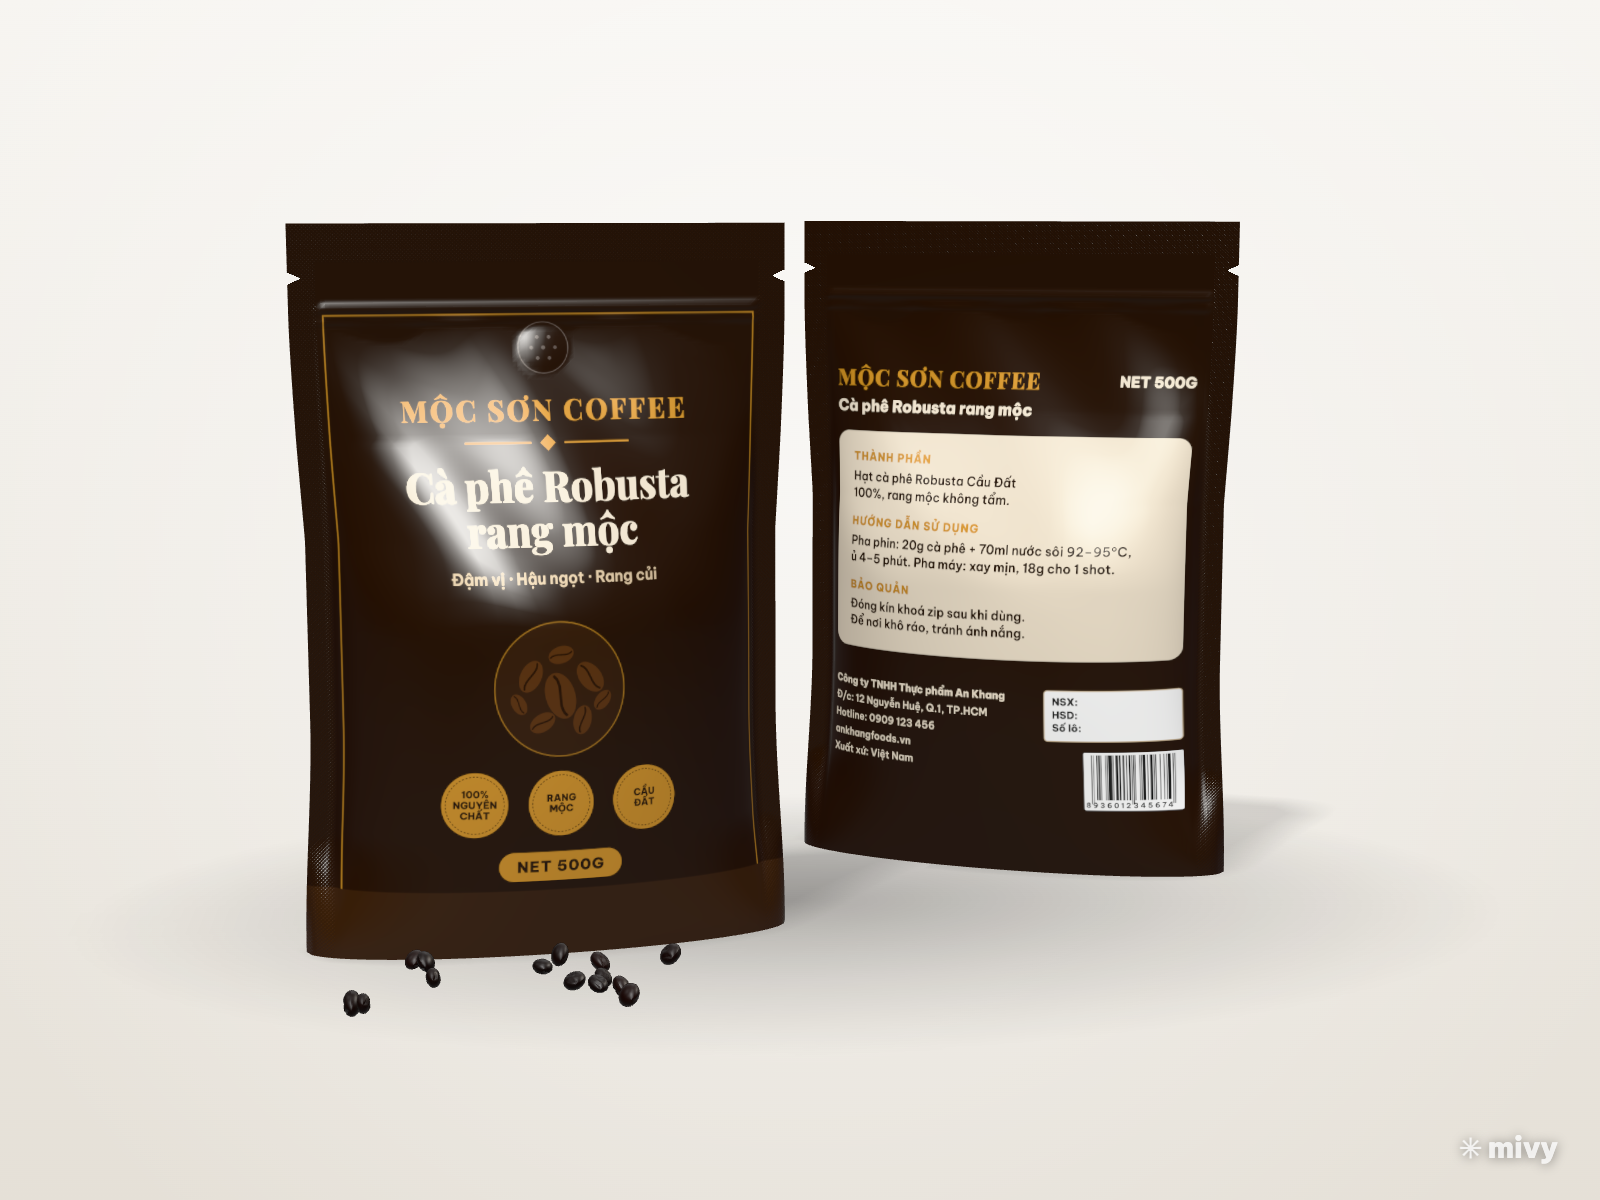 MỘC SƠN COFFEE
Cà phê Robusta
rang mộc
Đậm vị · Hậu ngọt · Rang củi
100%
NGUYÊN
CHẤT
RANG
MỘC
CẦU
ĐẤT
NET 500G
MỘC SƠN COFFEE
NET 500G
Cà phê Robusta rang mộc
THÀNH PHẦN
Hạt cà phê Robusta Cầu Đất
100%, rang mộc không tẩm.
HƯỚNG DẪN SỬ DỤNG
Pha phin: 20g cà phê + 70ml nước sôi 92–95°C,
ủ 4–5 phút. Pha máy: xay mịn, 18g cho 1 shot.
BẢO QUẢN
Đóng kín khoá zip sau khi dùng.
Để nơi khô ráo, tránh ánh nắng.
Công ty TNHH Thực phẩm An Khang
Đ/c: 12 Nguyễn Huệ, Q.1, TP.HCM
Hotline: 0909 123 456
ankhangfoods.vn
Xuất xứ: Việt Nam
NSX:
HSD:
Số lô:
8936012345674
mivy